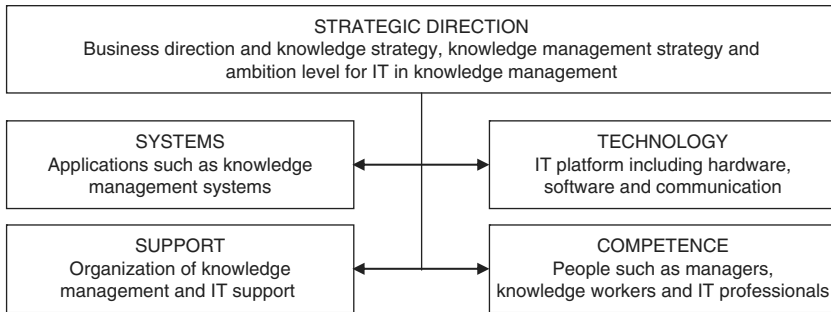 STRATEGIC DIRECTION
Business direction and knowledge strategy, knowledge management strategy and
ambition level for IT in knowledge management
SYSTEMS
Applications such as knowledge
management systems
TECHNOLOGY
IT platform including hardware,
software and communication
SUPPORT
Organization of knowledge
management and IT support
COMPETENCE
People such as managers,
knowledge workers and IT professionals